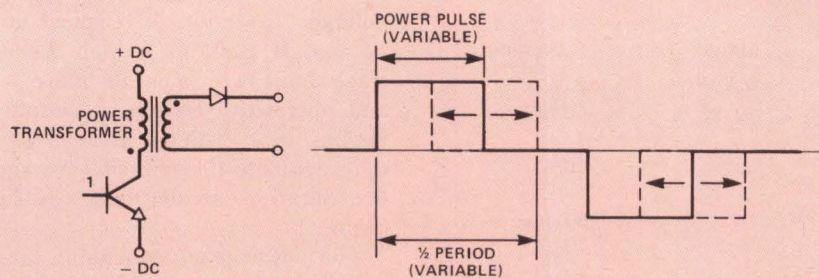 + DC
POWER
TRANSFORMER
1
− DC
POWER PULSE
(VARIABLE)
½ PERIOD
(VARIABLE)